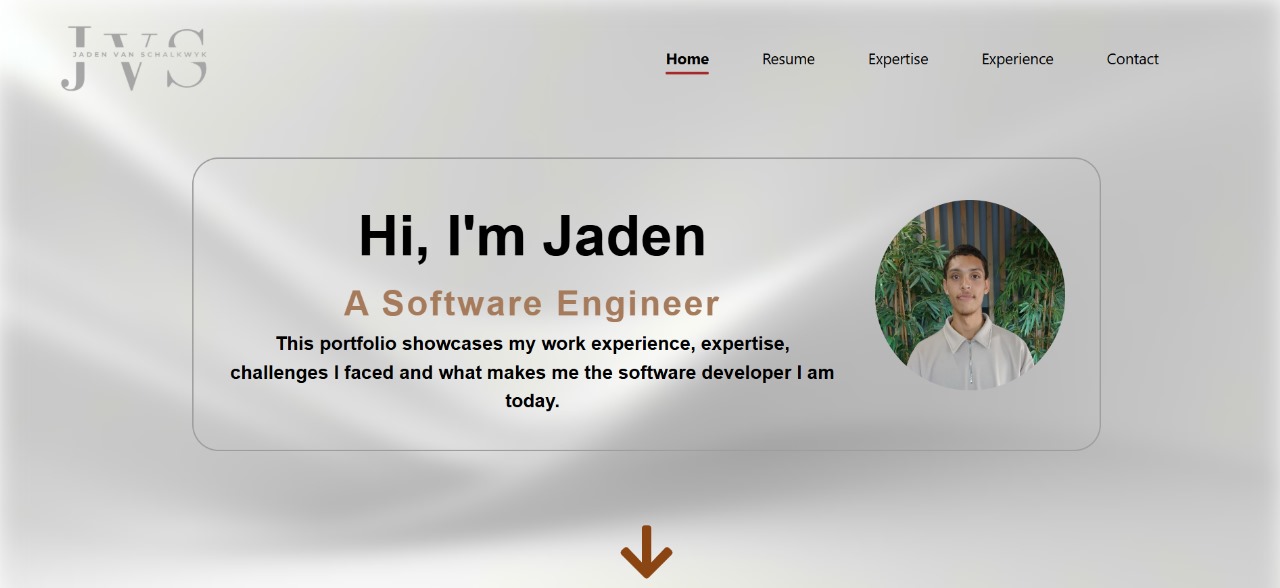 JVS
JADEN VAN SCHALKWYK
Home Resume Expertise Experience Contact
Hi, I'm Jaden
A Software Engineer
This portfolio showcases my work experience, expertise,
challenges I faced and what makes me the software developer I am
today.